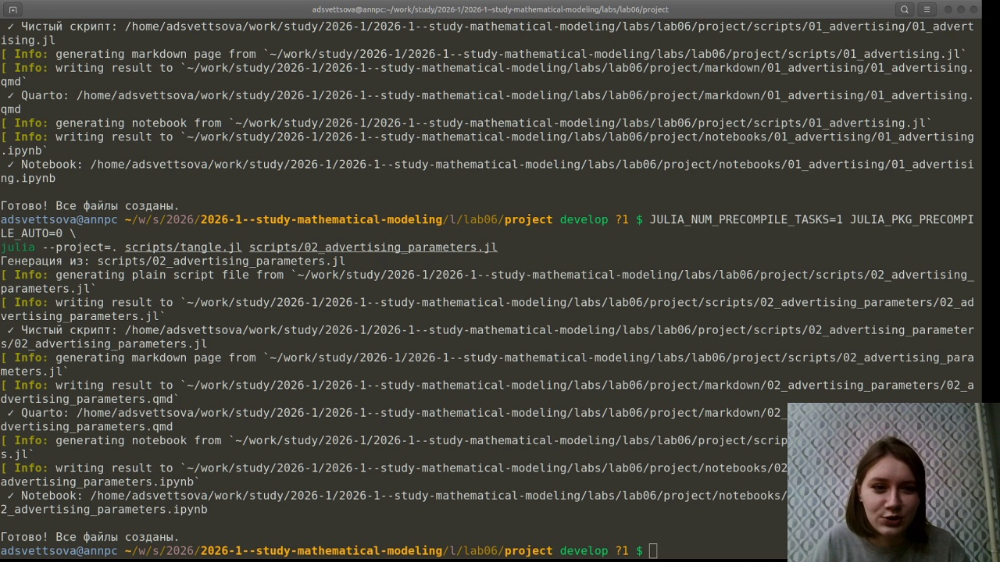 adsvettsova@annpc:~/work/study/2026-1/2026-1--study-mathematical-modeling/labs/lab06/project
✓ Чистый скрипт: /home/adsvettsova/work/study/2026-1/2026-1--study-mathematical-modeling/labs/lab06/project/scripts/01_advertising/01_advert
ising.jl
[ Info: generating markdown page from `~/work/study/2026-1/2026-1--study-mathematical-modeling/labs/lab06/project/scripts/01_advertising.jl`
[ Info: writing result to `~/work/study/2026-1/2026-1--study-mathematical-modeling/labs/lab06/project/markdown/01_advertising/01_advertising.
qmd`
✓ Quarto: /home/adsvettsova/work/study/2026-1/2026-1--study-mathematical-modeling/labs/lab06/project/markdown/01_advertising/01_advertising.
qmd
[ Info: generating notebook from `~/work/study/2026-1/2026-1--study-mathematical-modeling/labs/lab06/project/scripts/01_advertising.jl`
[ Info: writing result to `~/work/study/2026-1/2026-1--study-mathematical-modeling/labs/lab06/project/notebooks/01_advertising/01_advertising
.ipynb`
✓ Notebook: /home/adsvettsova/work/study/2026-1/2026-1--study-mathematical-modeling/labs/lab06/project/notebooks/01_advertising/01_advertisi
ng.ipynb
Готово! Все файлы созданы.
adsvettsova@annpc ~/w/s/2026/2026-1--study-mathematical-modeling/l/lab06/project develop ?1 $ JULIA_NUM_PRECOMPILE_TASKS=1 JULIA_PKG_PRECOMPI
LE_AUTO=0 \
julia --project=. scripts/tangle.jl scripts/02_advertising_parameters.jl
Генерация из: scripts/02_advertising_parameters.jl
[ Info: generating plain script file from `~/work/study/2026-1/2026-1--study-mathematical-modeling/labs/lab06/project/scripts/02_advertising_
parameters.jl`
[ Info: writing result to `~/work/study/2026-1/2026-1--study-mathematical-modeling/labs/lab06/project/scripts/02_advertising_parameters/02_ad
vertising_parameters.jl`
✓ Чистый скрипт: /home/adsvettsova/work/study/2026-1/2026-1--study-mathematical-modeling/labs/lab06/project/scripts/02_advertising_parameter
s/02_advertising_parameters.jl
[ Info: generating markdown page from `~/work/study/2026-1/2026-1--study-mathematical-modeling/labs/lab06/project/scripts/02_advertising_para
meters.jl`
[ Info: writing result to `~/work/study/2026-1/2026-1--study-mathematical-modeling/labs/lab06/project/markdown/02_advertising_parameters/02_a
dvertising_parameters.qmd`
✓ Quarto: /home/adsvettsova/work/study/2026-1/2026-1--study-mathematical-modeling/labs/lab06/project/markdown/02_
dvertising_parameters.qmd
[ Info: generating notebook from `~/work/study/2026-1/2026-1--study-mathematical-modeling/labs/lab06/project/scrip
s.jl`
[ Info: writing result to `~/work/study/2026-1/2026-1--study-mathematical-modeling/labs/lab06/project/notebooks/02
advertising_parameters.ipynb`
✓ Notebook: /home/adsvettsova/work/study/2026-1/2026-1--study-mathematical-modeling/labs/lab06/project/notebooks/
2_advertising_parameters.ipynb
Готово! Все файлы созданы.
adsvettsova@annpc ~/w/s/2026/2026-1--study-mathematical-modeling/l/lab06/project develop ?1 $